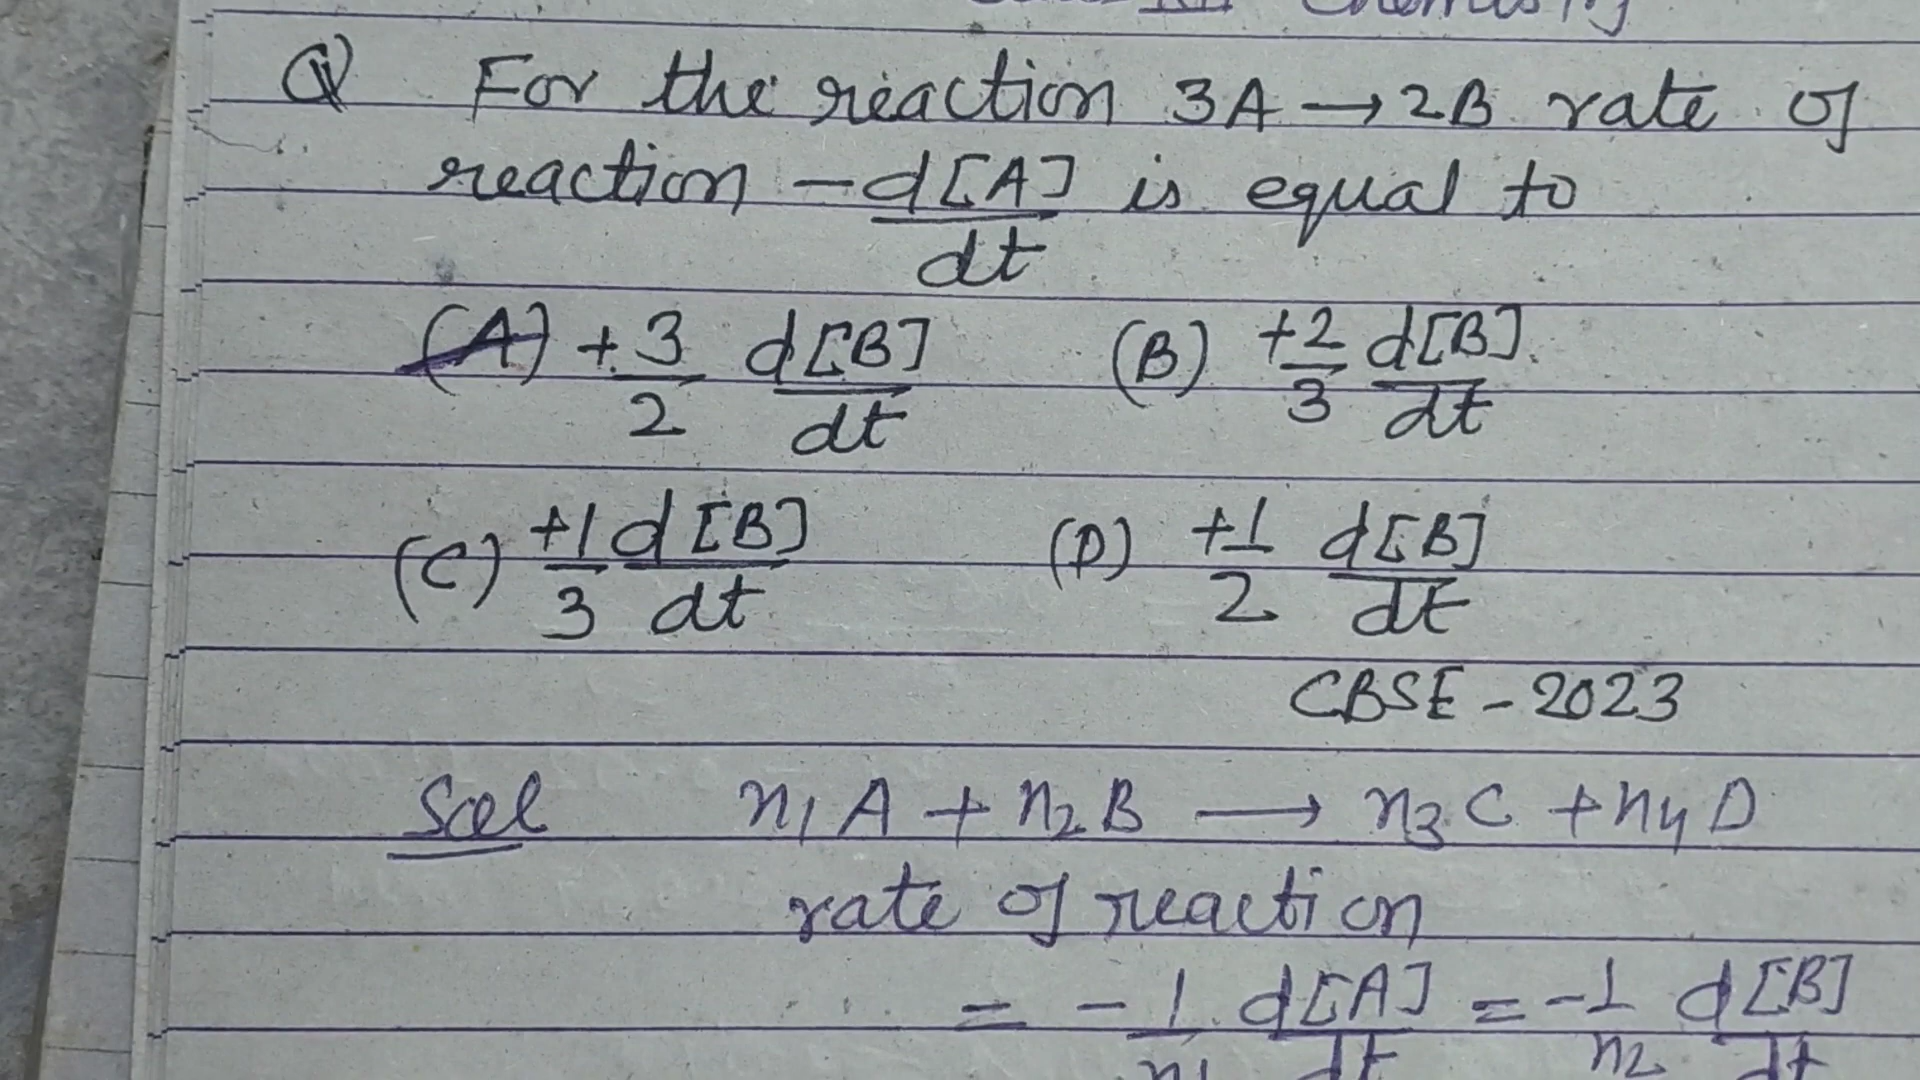 Chemistry
Q For the reaction 3A → 2B rate of
reaction -d[A]/dt is equal to
(A) +3/2 d[B]/dt (B) +2/3 d[B]/dt
(C) +1/3 d[B]/dt (D) +1/2 d[B]/dt
CBSE - 2023
Sol n1A + n2B → n3C + n4D
rate of reaction
= -1/n1 d[A]/dt = -1/n2 d[B]/dt